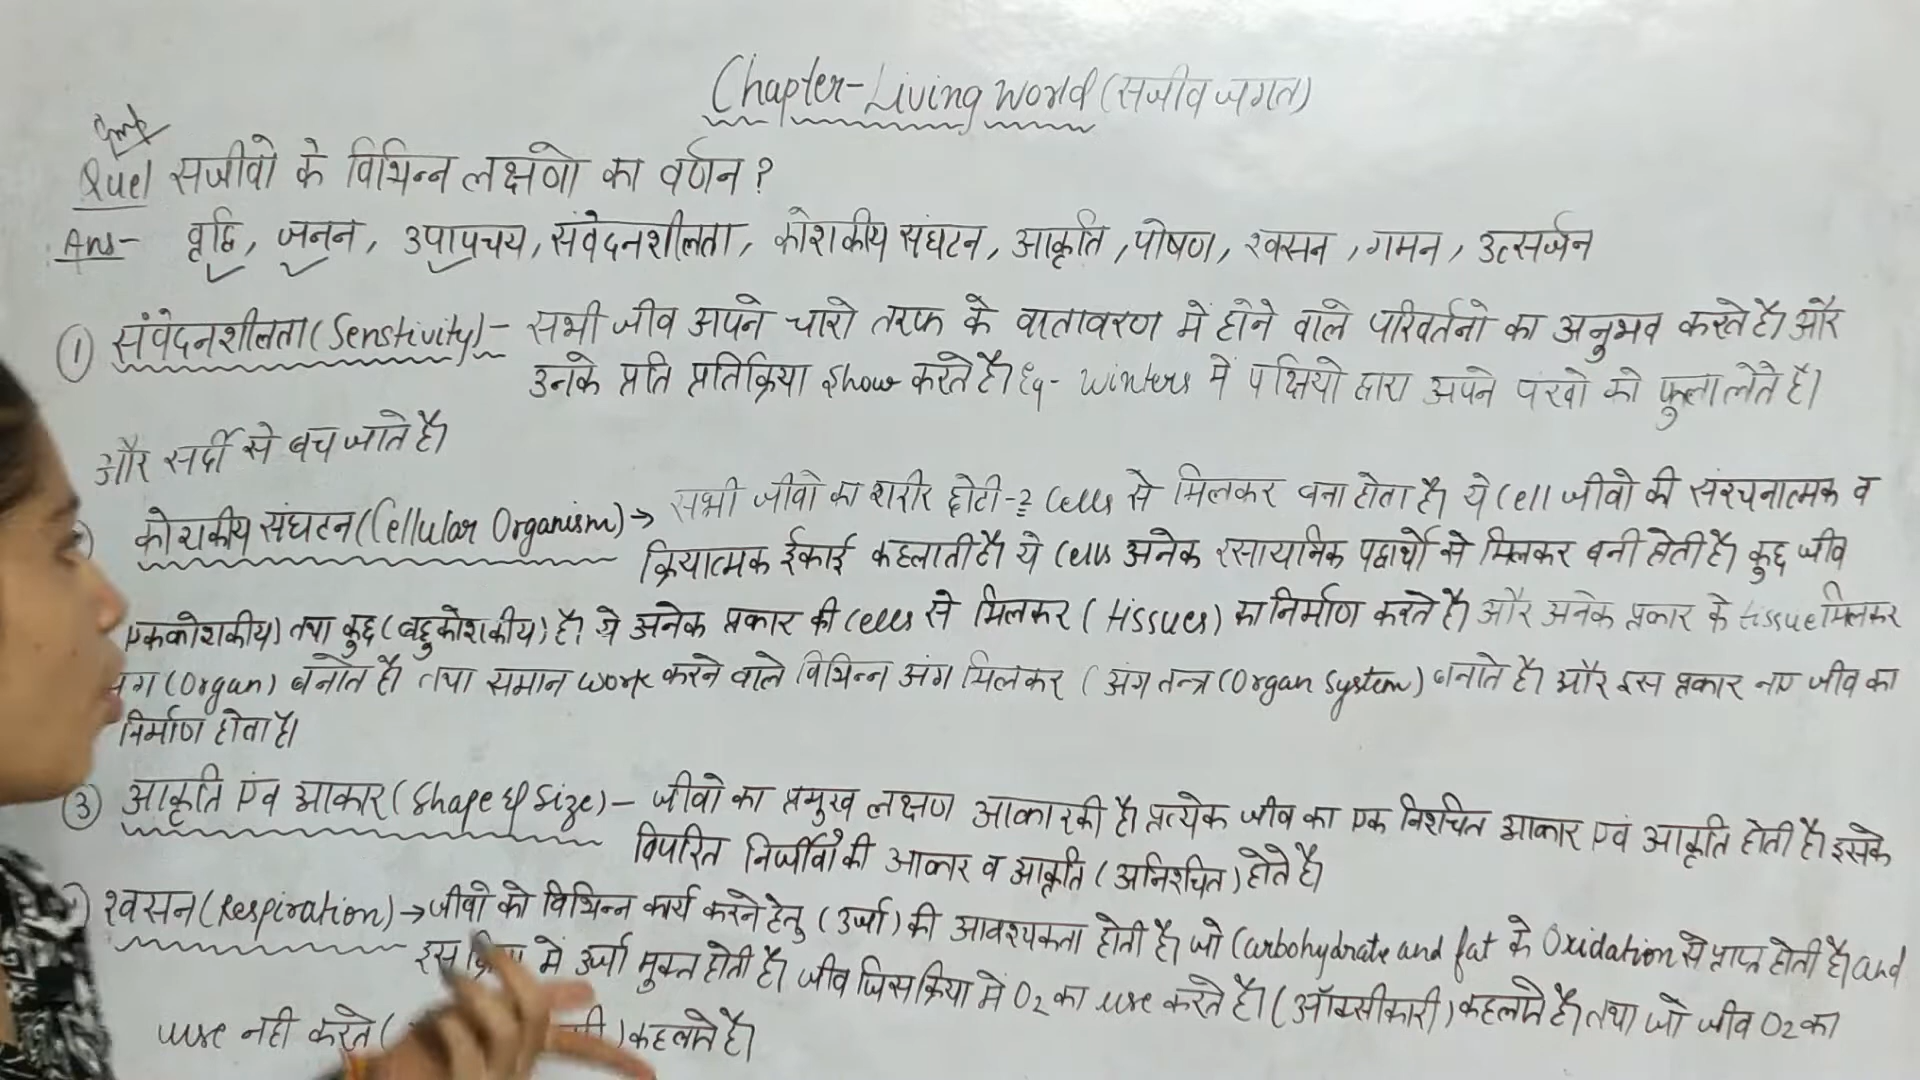 Chapter-Living World (सजीव जगत)
Imp
Que1 सजीवो के विभिन्न लक्षणो का वर्णन ?
Ans- वृद्धि, जनन, उपापचय, संवेदनशीलता, कोशकीय संघटन, आकृति, पोषण, श्वसन, गमन, उत्सर्जन
① संवेदनशीलता (Senstivity) - सभी जीव अपने चारो तरफ के वातावरण में होने वाले परिवर्तनो का अनुभव करते है। और
उनके प्रति प्रतिक्रिया show करते है। Eg- winters में पक्षियो द्वारा अपने पंखो को फुला लेते है।
और सर्दी से बच जाते है।
कोशकीय संघटन (Cellular Organism) → सभी जीवो का शरीर छोटी-२ Cells से मिलकर बना होता है। ये Cell जीवो की संरचनात्मक व
क्रियात्मक ईकाई कहलाती है। ये Cells अनेक रसायनिक पदार्थो से मिलकर बनी होती है। कुछ जीव
एककोशकीय) तथा कुछ (बहुकोशकीय) है। ये अनेक प्रकार की Cells से मिलकर (tissues) का निर्माण करते है। और अनेक प्रकार के tissue मिलकर
(Organ) बनाते है। तथा समान work करने वाले विभिन्न अंग मिलकर (अंग तन्त्र (Organ System) बनाते है। और इस प्रकार नए जीव का
निर्माण होता है।
③ आकृति एंव आकार (Shape & Size) - जीवो का प्रमुख लक्षण आकारकी है। प्रत्येक जीव का एक निश्चित आकार एवं आकृति होती है। इसके
विपरित निर्जीवो की आकार व आकृति (अनिश्चित) होते है।
श्वसन (Respiration) → जीवो को विभिन्न कार्य करने हेतु (उर्जा) की आवश्यकता होती है। जो Carbohydrate and fat के Oxidation से प्राप्त होती है। and
इस में उर्जा मुक्त होती है। जीव जिस क्रिया में O2 का use करते है। (ऑक्सीकारी) कहलाते है। तथा जो जीव O2 का
use नही करते ( ) कहलाते है।